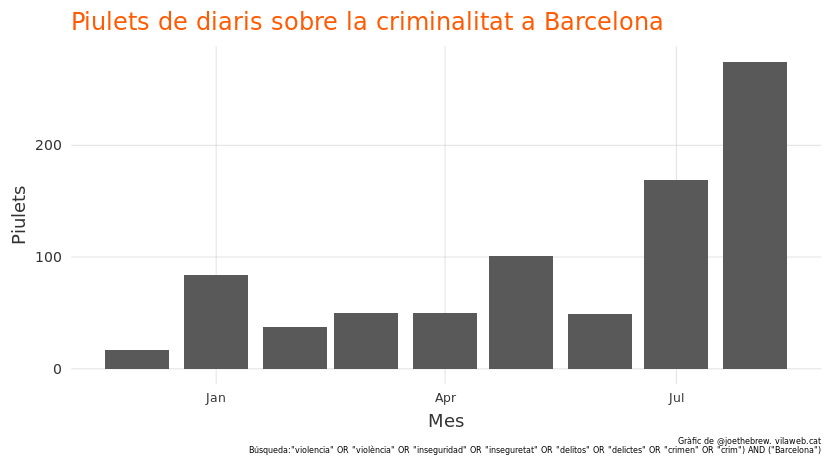 Piulets de diaris sobre la criminalitat a Barcelona
Piulets
200
100
0
Jan
Apr
Jul
Mes
Gràfic de @joethebrew. vilaweb.cat
Búsqueda:"violencia" OR "violència" OR "inseguridad" OR "inseguretat" OR "delitos" OR "delictes" OR "crimen" OR "crim") AND ("Barcelona")